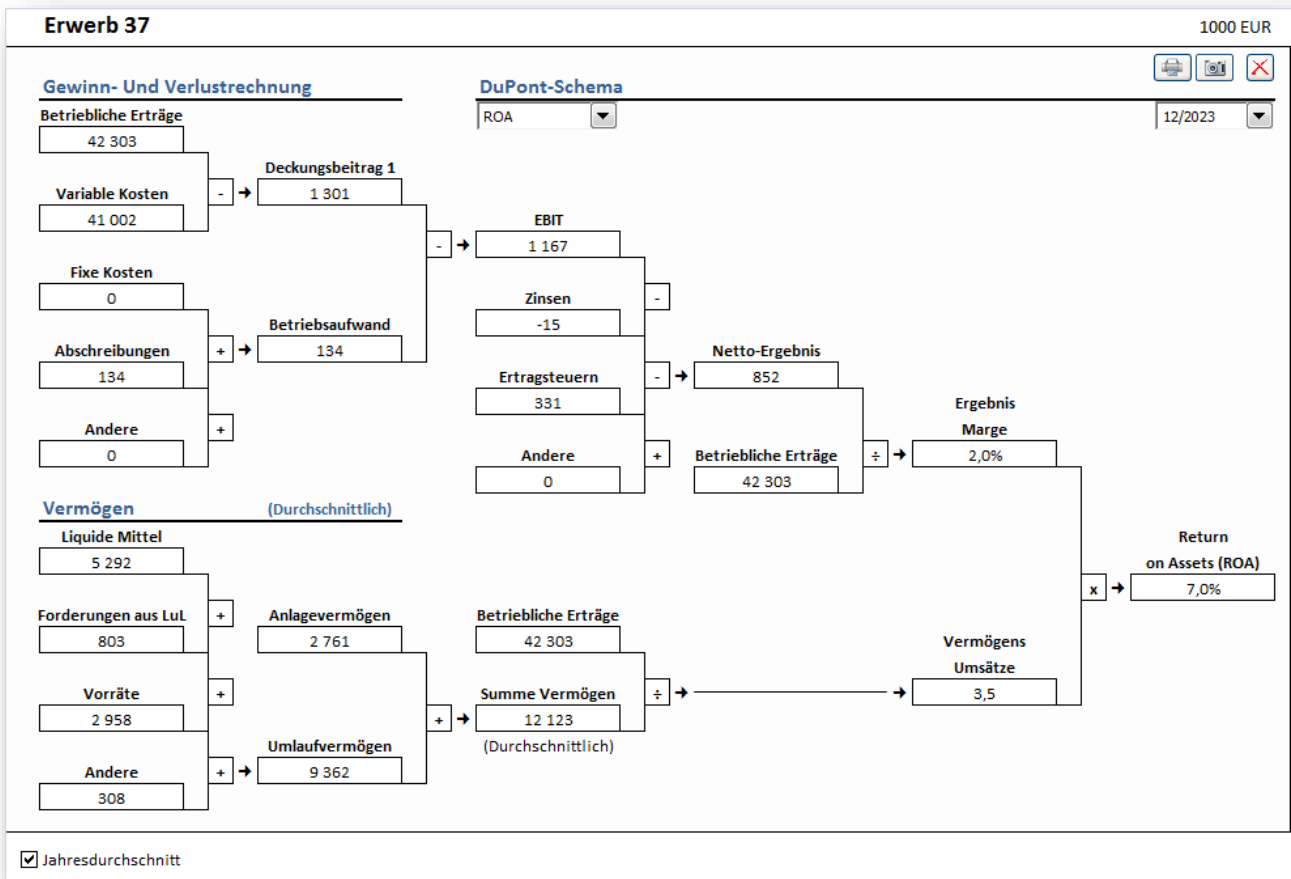 Erwerb 37
1000 EUR
Gewinn- Und Verlustrechnung
DuPont-Schema
Betriebliche Erträge
42 303
ROA
12/2023
Deckungsbeitrag 1
Variable Kosten
- 1 301
41 002
EBIT
- 1 167
Fixe Kosten
0
Zinsen
-
-15
Betriebsaufwand
Abschreibungen
+ 134
134
Netto-Ergebnis
Ertragsteuern
- 852
331
Ergebnis
Andere
+
0
Marge
Andere
+
Betriebliche Erträge
÷ 2,0%
0
42 303
Vermögen
(Durchschnittlich)
Liquide Mittel
5 292
Return
on Assets (ROA)
x 7,0%
Forderungen aus LuL
+
803
Anlagevermögen
2 761
Betriebliche Erträge
42 303
Vermögens
Umsätze
Vorräte
+
2 958
Summe Vermögen
÷ 3,5
+ 12 123
(Durchschnittlich)
Umlaufvermögen
Andere
+ 9 362
308
Jahresdurchschnitt